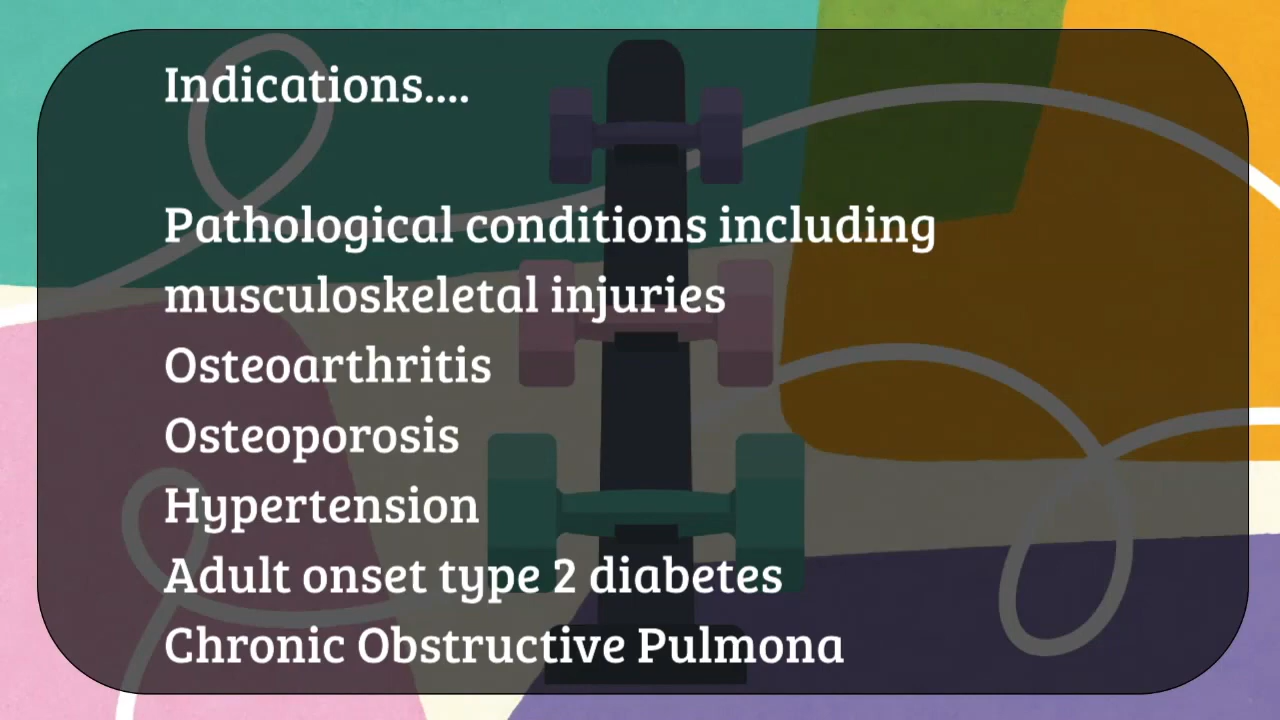 Indications....
Pathological conditions including
musculoskeletal injuries
Osteoarthritis
Osteoporosis
Hypertension
Adult onset type 2 diabetes
Chronic Obstructive Pulmona